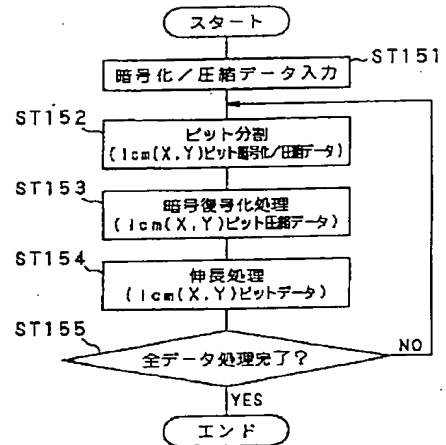 スタート
ST151
暗号化／圧縮データ入力
ST152
ビット分割
(lcm(X,Y)ビット暗号化/圧縮データ)
ST153
暗号復号化処理
(lcm(X,Y)ビット圧縮データ)
ST154
伸長処理
(lcm(X,Y)ビットデータ)
ST155
全データ処理完了?
NO
YES
エンド